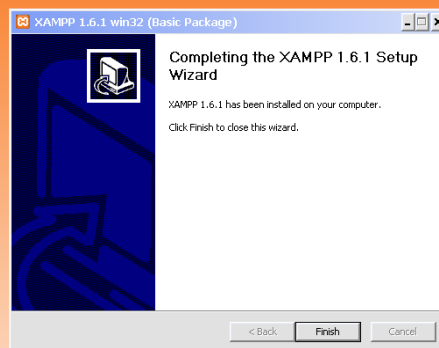 XAMPP 1.6.1 win32 (Basic Package)
Completing the XAMPP 1.6.1 Setup
Wizard
XAMPP 1.6.1 has been installed on your computer.
Click Finish to close this wizard.
< Back
Finish
Cancel